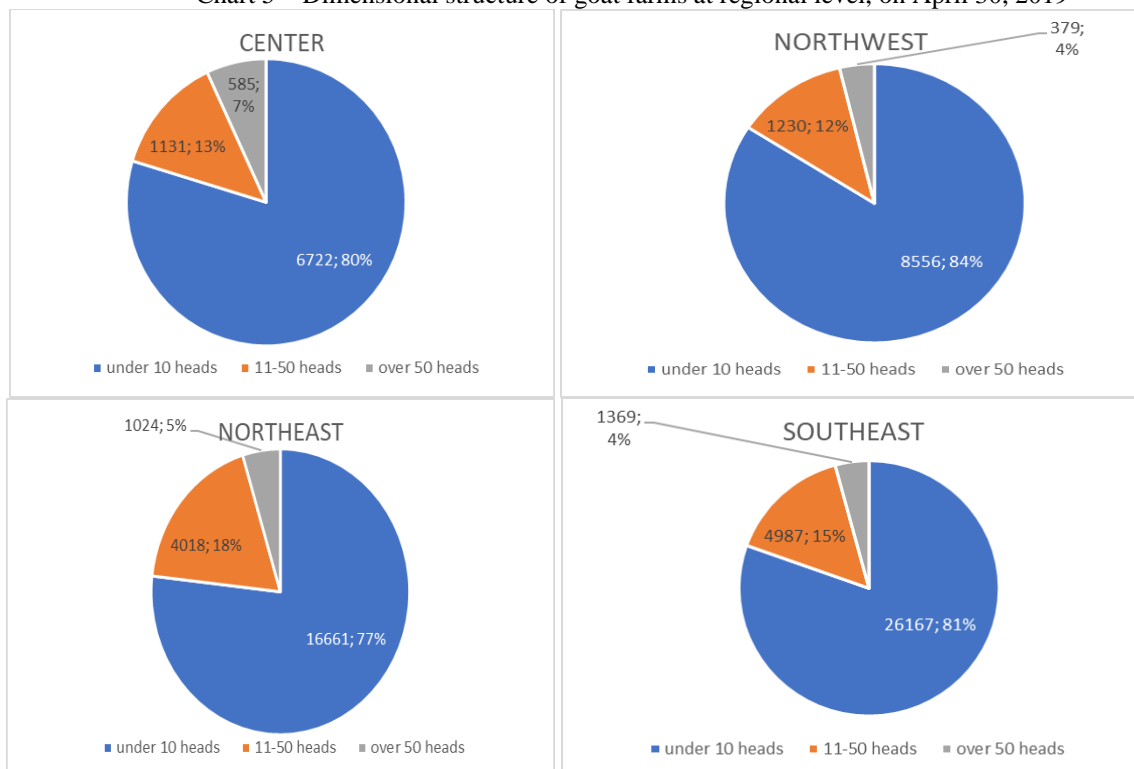 Chart 5 – Dimensional structure of goat farms at regional level, on April 30, 2019
CENTER
585;
7%
1131; 13%
6722; 80%
under 10 heads 11-50 heads over 50 heads
NORTHWEST
379;
4%
1230; 12%
8556; 84%
under 10 heads 11-50 heads over 50 heads
NORTHEAST
1024; 5%
4018; 18%
16661; 77%
under 10 heads 11-50 heads over 50 heads
SOUTHEAST
1369;
4%
4987; 15%
26167; 81%
under 10 heads 11-50 heads over 50 heads